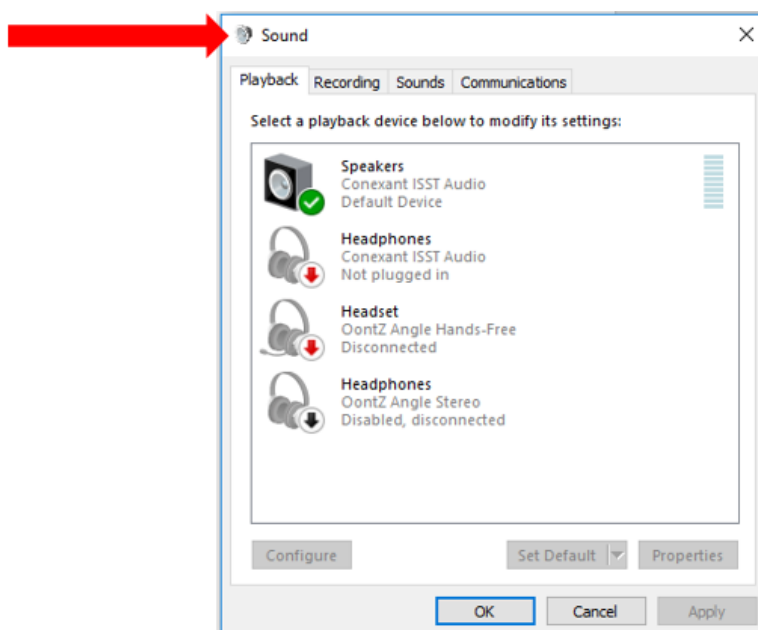 Sound
Playback Recording Sounds Communications
Select a playback device below to modify its settings:
Speakers
Conexant ISST Audio
Default Device
Headphones
Conexant ISST Audio
Not plugged in
Headset
OontZ Angle Hands-Free
Disconnected
Headphones
OontZ Angle Stereo
Disabled, disconnected
Configure Set Default Properties
OK Cancel Apply